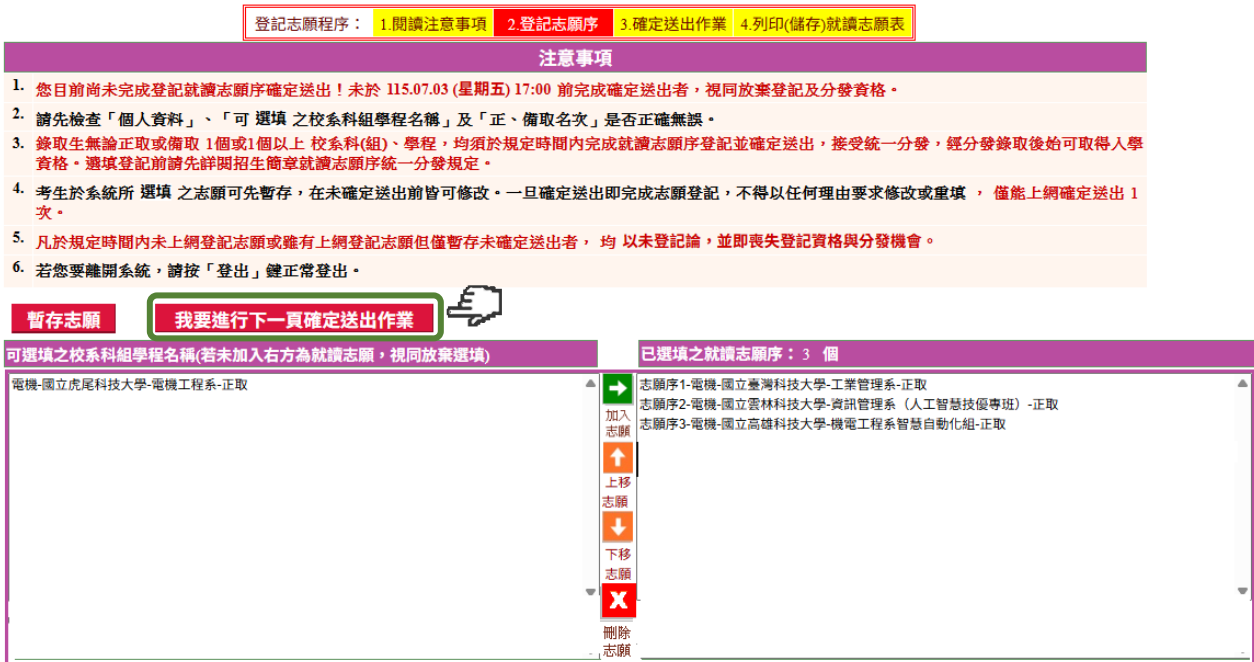 登記志願程序： 1.閱讀注意事項 2.登記志願序 3.確定送出作業 4.列印(儲存)就讀志願表
注意事項
1. 您目前尚未完成登記就讀志願序確定送出！未於 115.07.03 (星期五) 17:00 前完成確定送出者，視同放棄登記及分發資格。
2. 請先檢查「個人資料」、「可 選填 之校系科組學程名稱」及「正、備取名次」是否正確無誤。
3. 錄取生無論正取或備取 1個或1個以上 校系科(組)、學程，均須於規定時間內完成就讀志願序登記並確定送出，接受統一分發，經分發錄取後始可取得入學
資格。選填登記前請先詳閱招生簡章就讀志願序統一分發規定。
4. 考生於系統所 選填 之志願可先暫存，在未確定送出前皆可修改。一旦確定送出即完成志願登記，不得以任何理由要求修改或重填 ， 僅能上網確定送出 1
次。
5. 凡於規定時間內未上網登記志願或雖有上網登記志願但僅暫存未確定送出者， 均 以未登記論，並即喪失登記資格與分發機會。
6. 若您要離開系統，請按「登出」鍵正常登出。
暫存志願 我要進行下一頁確定送出作業
可選填之校系科組學程名稱(若未加入右方為就讀志願，視同放棄選填)
電機-國立虎尾科技大學-電機工程系-正取
加入
志願
上移
志願
下移
志願
X
刪除
志願
已選填之就讀志願序：3 個
志願序1-電機-國立臺灣科技大學-工業管理系-正取
志願序2-電機-國立雲林科技大學-資訊管理系（人工智慧技優專班）-正取
志願序3-電機-國立高雄科技大學-機電工程系智慧自動化組-正取